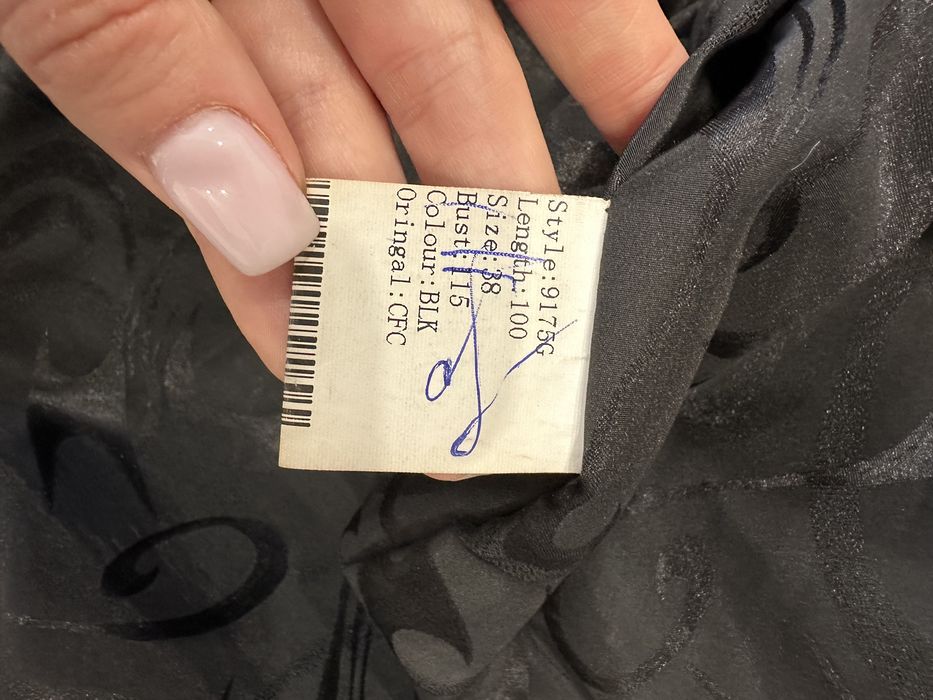 Style:9175G
Length:100
Size:38
Bust:115
Colour:BLK
Oringal:CFC